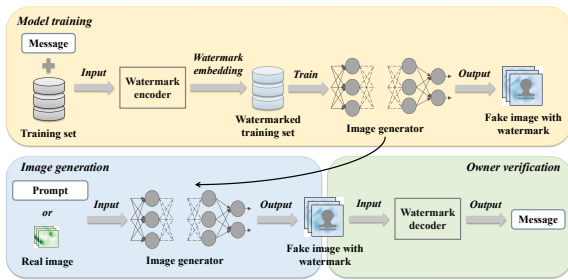 Model training
Message
Training set
Input
Watermark
encoder
Watermark
embedding
Watermarked
training set
Train
Image generator
Output
Fake image with
watermark
Image generation
Prompt
or
Real image
Input
Image generator
Output
Fake image with
watermark
Owner verification
Input
Watermark
decoder
Output
Message